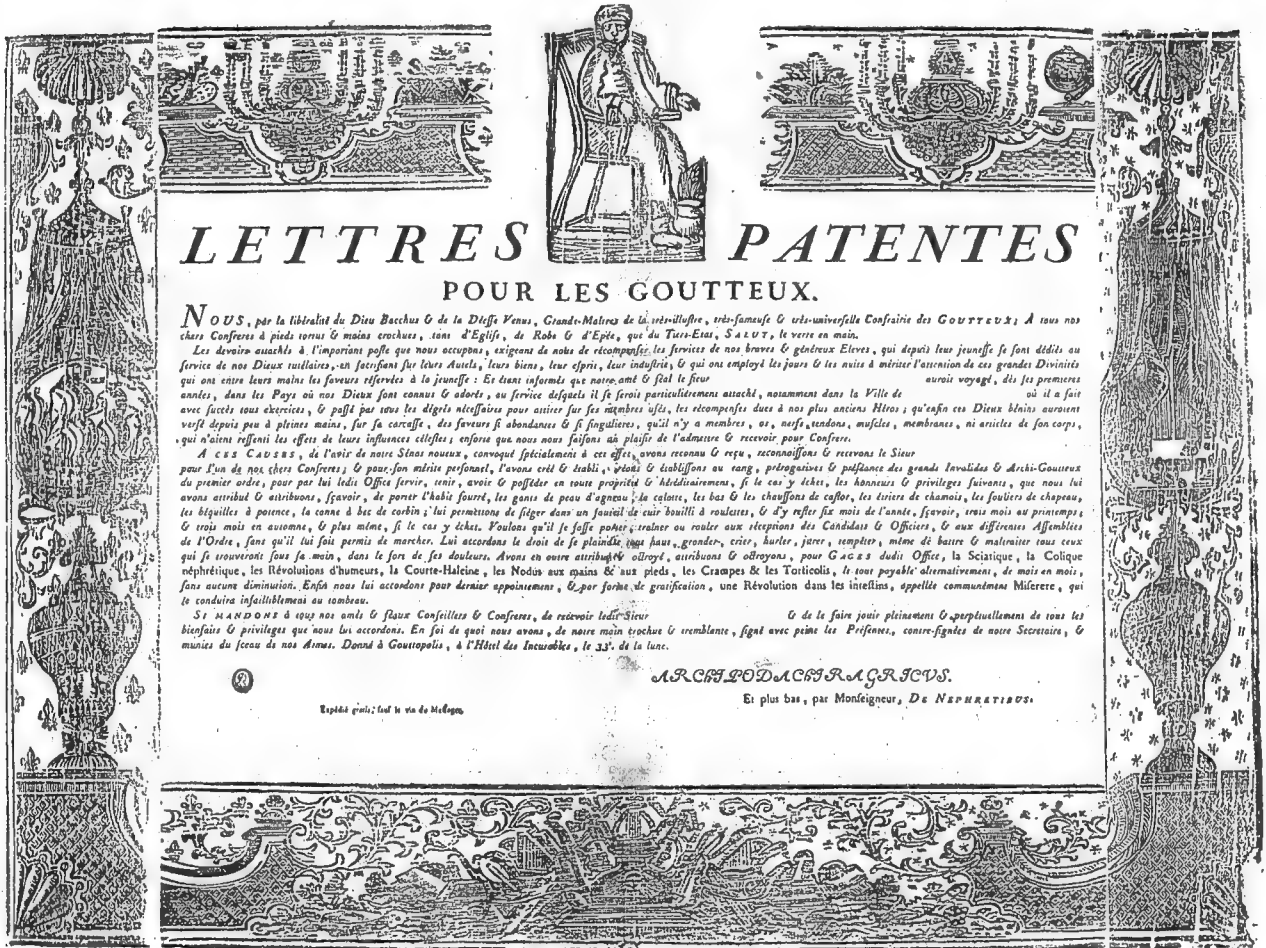 LETTRES PATENTES
POUR LES GOUTTEUX.
NOUS, par la libéralité du Dieu Bacchus & de la Déesse Venus, Grands-Maîtres de la très-illustre, très-fameuse & très-universelle Confrairie des GOUTTEUX; A tous nos
chers Confreres à pieds tortus & mains crochues, tant d'Eglise, de Robe & d'Epée, que du Tiers-Etat, SALUT, le verre en main.
Les devoirs attachés à l'important poste que nous occupons, exigeant de nous de récompenser les services de nos braves & généreux Eleves, qui depuis leur jeunesse se sont dédiés au
service de nos Dieux tutélaires, en sacrifiant sur leurs Autels, leurs biens, leur esprit, leur industrie, & qui ont employé les jours & les nuits à mériter l'attention de ces grandes Divinités
qui ont entre leurs mains les faveurs réservées à la jeunesse: Et étant informés que notre amé & féal le sieur auroit voyagé, dès ses premieres
années, dans les Pays où nos Dieux sont connus & adorés, au service desquels il se seroit particuliérement attaché, notamment dans la Ville de où il a fait
avec succès tous exercices, & passé par tous les dégrés nécessaires pour attirer sur ses membres usés, les récompenses dues à nos plus anciens Héros; qu'enfin ces Dieux bénins auroient
versé depuis peu à pleines mains, sur sa carcasse, des faveurs si abondantes & si singulieres, qu'il n'y a membres, os, nerfs, tendons, muscles, membranes, ni articles de son corps,
qui n'aient ressenti les effets de leurs influences célestes; ensorte que nous nous faisons un plaisir de l'admettre & recevoir pour Confrere.
A CES CAUSES, de l'avis de notre Sénat noueux, convoqué spécialement à cet effet, avons reconnu & reçu, reconnoissons & recevons le Sieur
pour l'un de nos chers Confreres; & pour son mérite personnel, l'avons créé & établi, créons & établissons au rang, prérogatives & préséance des grands Invalides & Archi-Goutteux
du premier ordre, pour par lui ledit Office servir, tenir, avoir & posséder en toute propriété & héréditairement, si le cas y échet, les honneurs & privileges suivants, que nous lui
avons attribué & attribuons, sçavoir, de porter l'habit fourré, les gants de peau d'agneau, la calotte, les bas & les chaussons de castor, les étriers de chamois, les souliers de chapeau,
les béquilles à potence, la canne à bec de corbin; lui permettons de siéger dans un fauteuil de cuir bouilli à roulettes, & d'y rester six mois de l'année, sçavoir, trois mois au printemps,
& trois mois en automne, & plus même, si le cas y échet. Voulons qu'il se fasse porter, traîner ou rouler aux réceptions des Candidats & Officiers, & aux différentes Assemblées
de l'Ordre, sans qu'il lui soit permis de marcher. Lui accordons le droit de se plaindre tout haut, gronder, crier, hurler, jurer, tempêter, même de battre & maltraiter tous ceux
qui se trouveront sous sa main, dans le fort de ses douleurs. Avons en outre attribué & octroyé, attribuons & octroyons, pour GAGES dudit Office, la Sciatique, la Colique
néphrétique, les Révolutions d'humeurs, la Courte-Haleine, les Nodus aux mains & aux pieds, les Crampes & les Torticolis, le tout payable alternativement, de mois en mois,
sans aucune diminution. Enfin nous lui accordons pour dernier appointement, & par forme de gratification, une Révolution dans les intestins, appellée communément Miserere, qui
le conduira infailliblement au tombeau.
SI MANDONS à tous nos amés & féaux Conseillers & Confreres, de recevoir ledit Sieur & de le faire jouir pleinement & perpétuellement de tous les
bienfaits & privileges que nous lui accordons. En foi de quoi nous avons, de notre main crochue & tremblante, signé avec peine les Présentes, contre-signées de notre Secretaire, &
munies du sceau de nos Armes. Donné à Gouttopolis, à l'Hôtel des Incurables, le 33e. de la lune.
ARCHIPODACHIRAGRICUS.
Et plus bas, par Monseigneur, DE NEPHRETIBUS.
Expédié gratis; sauf le vin de